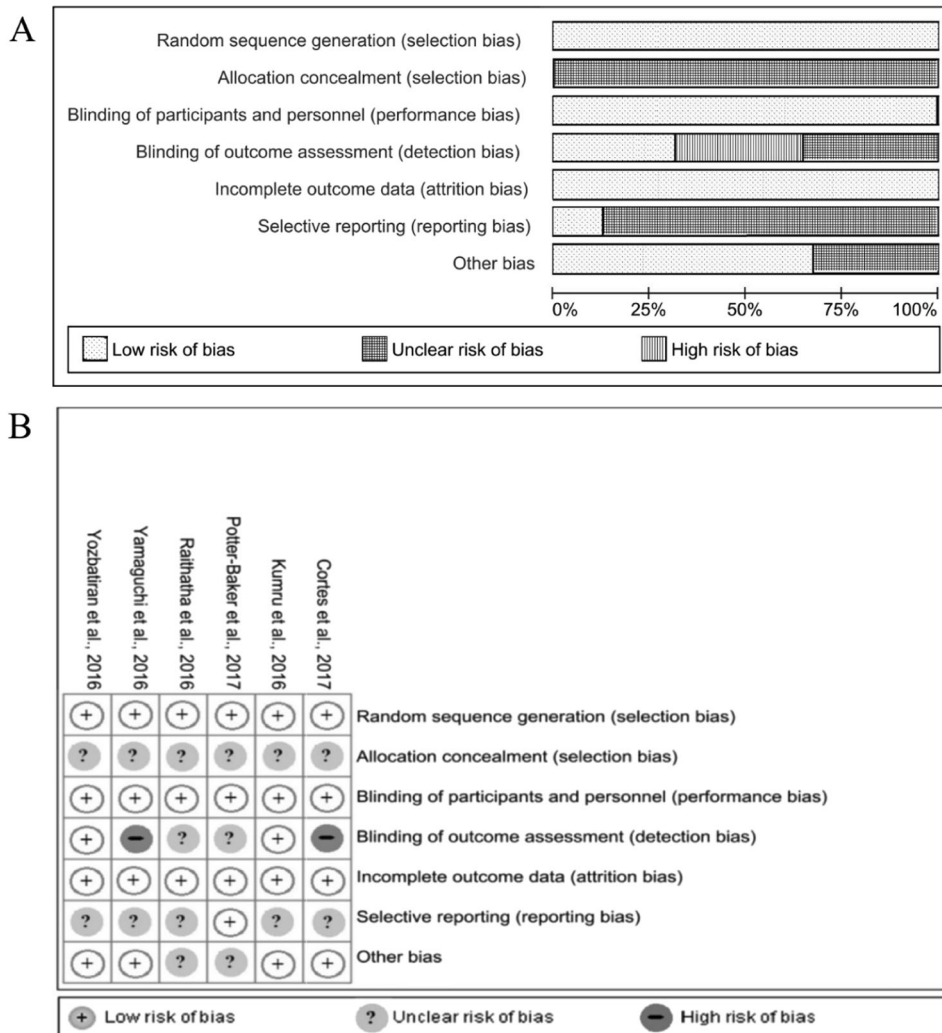 A
Random sequence generation (selection bias)
Allocation concealment (selection bias)
Blinding of participants and personnel (performance bias)
Blinding of outcome assessment (detection bias)
Incomplete outcome data (attrition bias)
Selective reporting (reporting bias)
Other bias
0% 25% 50% 75% 100%
Low risk of bias Unclear risk of bias High risk of bias
B
Yozbatiran et al., 2016
Yamaguchi et al., 2016
Raithatha et al., 2016
Potter-Baker et al., 2017
Kumru et al., 2016
Cortes et al., 2017
+ + + + + + Random sequence generation (selection bias)
? ? ? ? ? ? Allocation concealment (selection bias)
+ + + + + + Blinding of participants and personnel (performance bias)
+ − ? ? + − Blinding of outcome assessment (detection bias)
+ + + + + + Incomplete outcome data (attrition bias)
? ? ? + ? ? Selective reporting (reporting bias)
+ + ? ? + + Other bias
+ Low risk of bias ? Unclear risk of bias − High risk of bias